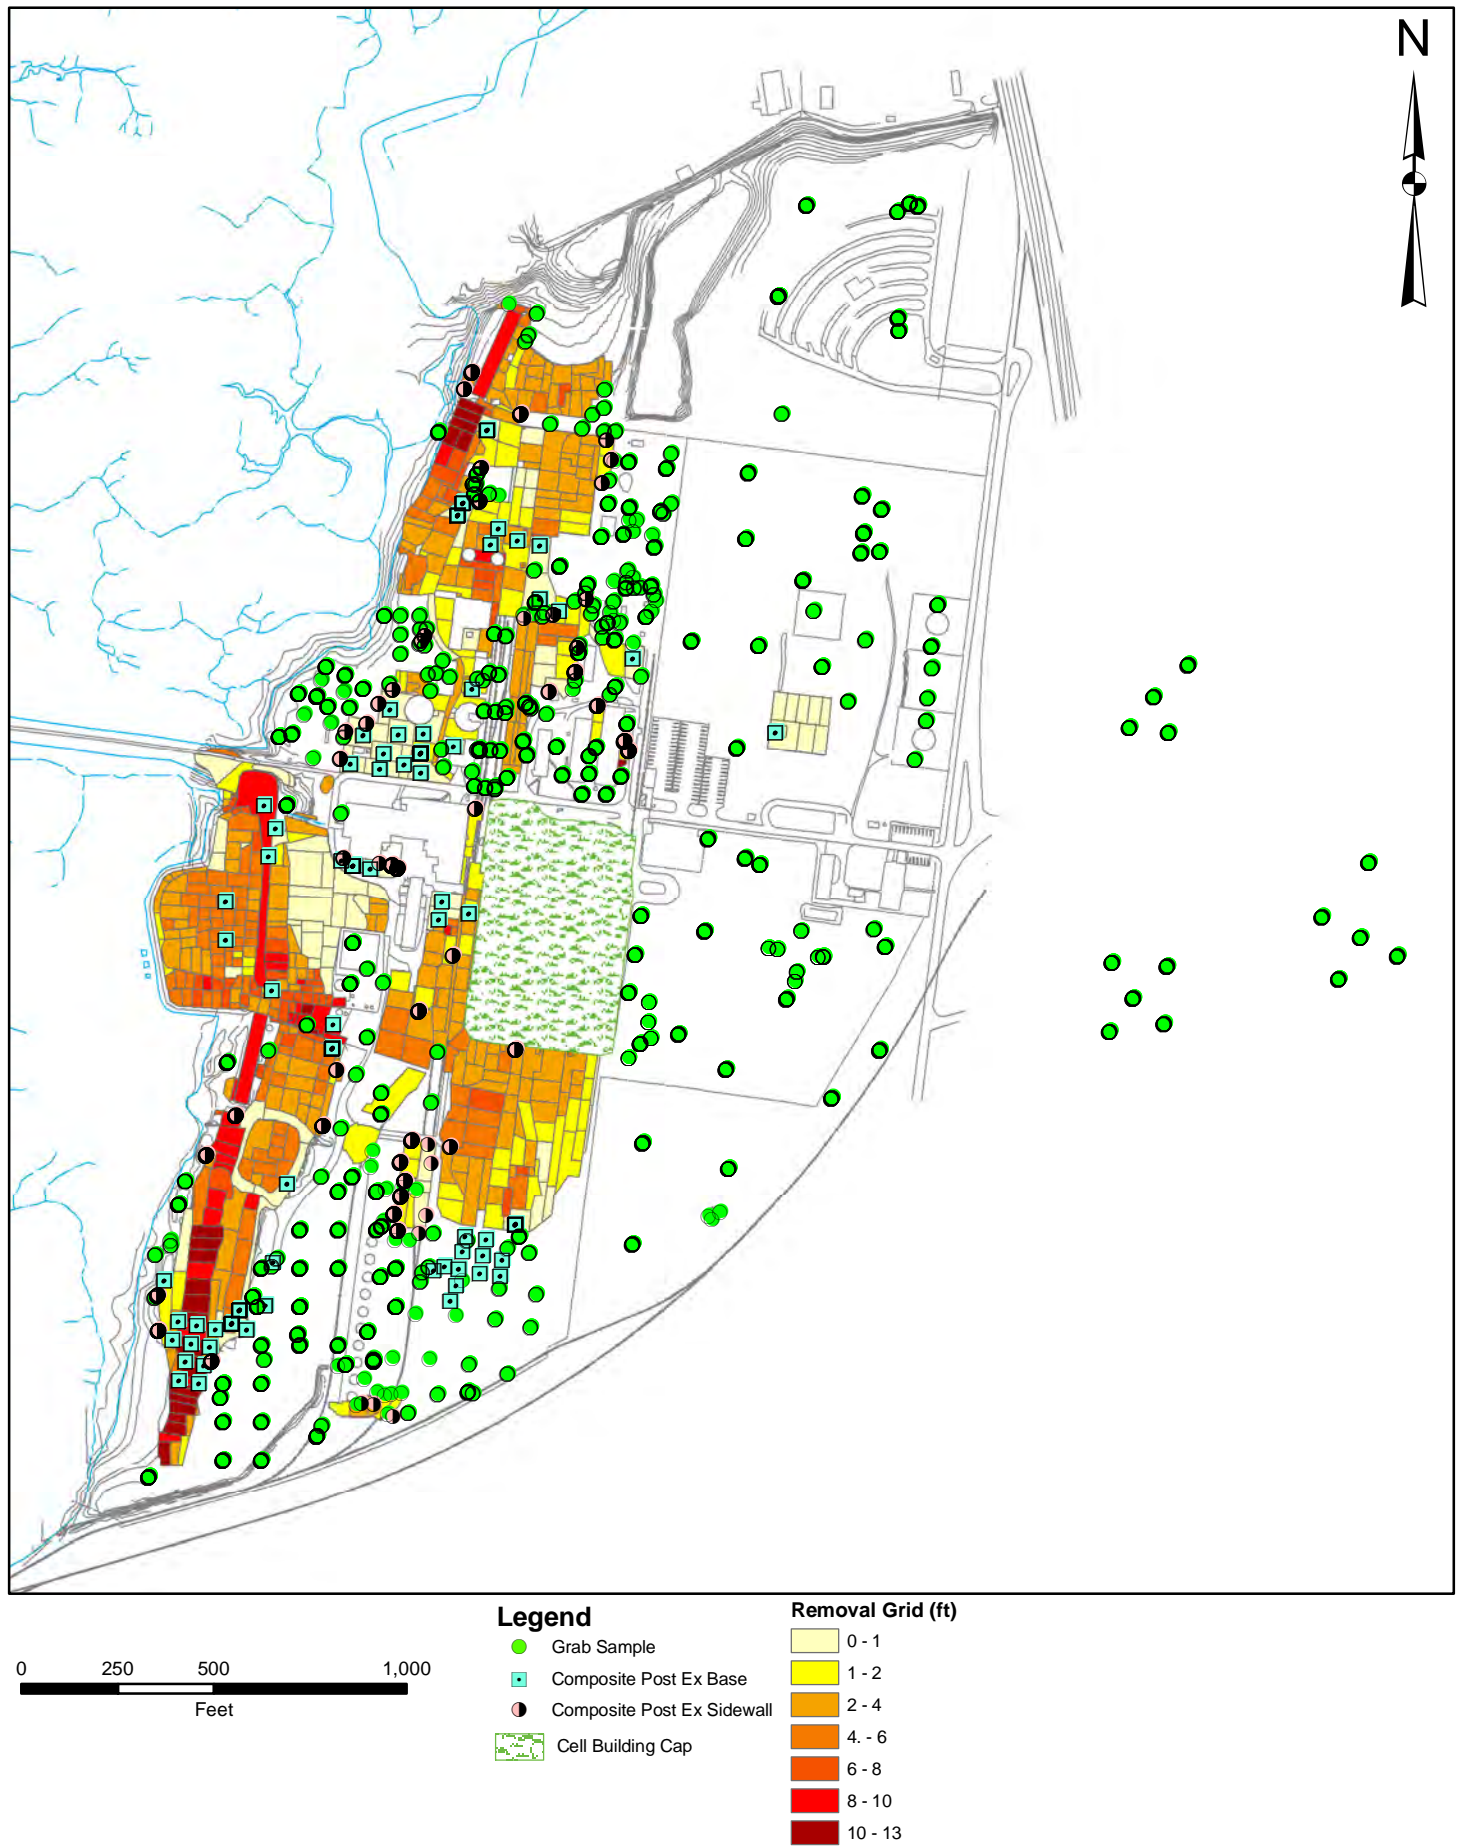 N
Legend
Grab Sample
Composite Post Ex Base
Composite Post Ex Sidewall
Cell Building Cap
Removal Grid (ft)
0 - 1
1 - 2
2 - 4
4. - 6
6 - 8
8 - 10
10 - 13
0 250 500 1,000
Feet